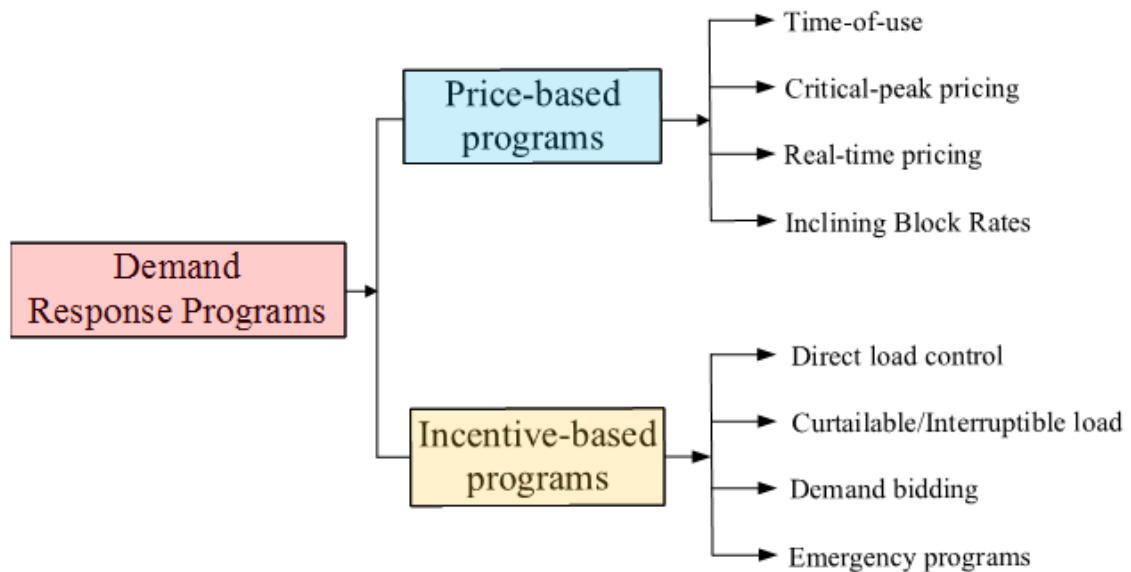 Time-of-use
Price-based
programs
Critical-peak pricing
Real-time pricing
Inclining Block Rates
Demand
Response Programs
Direct load control
Incentive-based
programs
Curtailable/Interruptible load
Demand bidding
Emergency programs